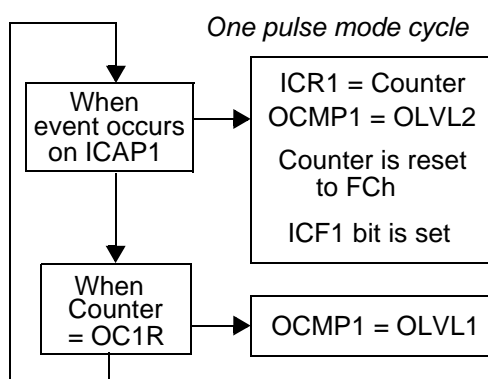 One pulse mode cycle
When
event occurs
on ICAP1
ICR1 = Counter
OCMP1 = OLVL2
Counter is reset
to FCh
ICF1 bit is set
When
Counter
= OC1R
OCMP1 = OLVL1